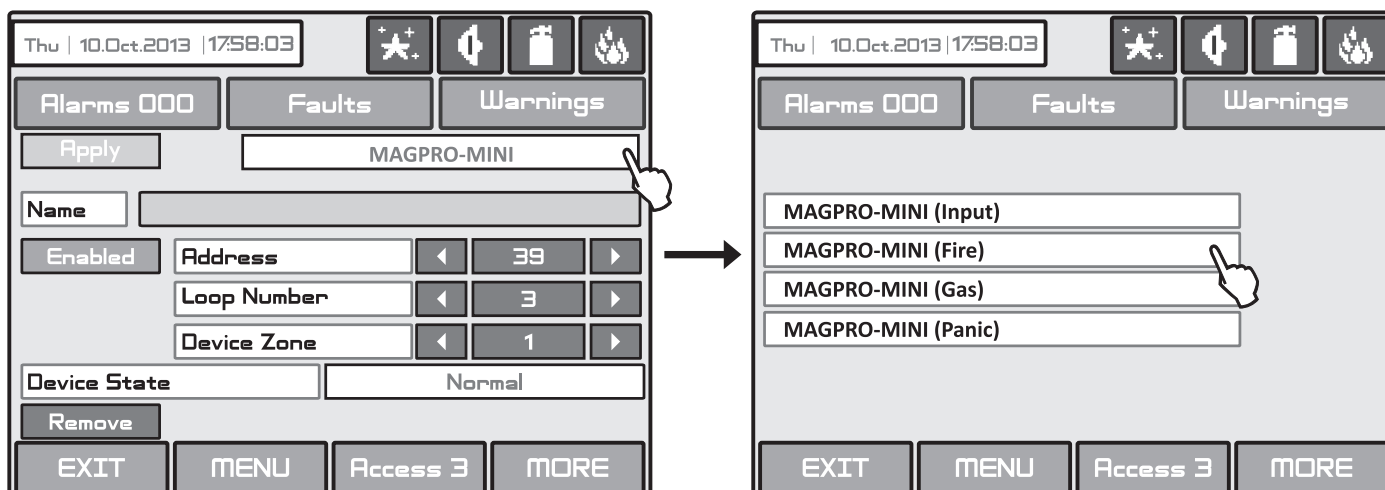 Thu | 10.Oct.2013 | 17:58:03
Alarms 000 Faults Warnings
Apply MAGPRO-MINI
Name
Enabled Address 39
Loop Number 3
Device Zone 1
Device State Normal
Remove
EXIT MENU Access 3 MORE
Thu | 10.Oct.2013 | 17:58:03
Alarms 000 Faults Warnings
MAGPRO-MINI (Input)
MAGPRO-MINI (Fire)
MAGPRO-MINI (Gas)
MAGPRO-MINI (Panic)
EXIT MENU Access 3 MORE